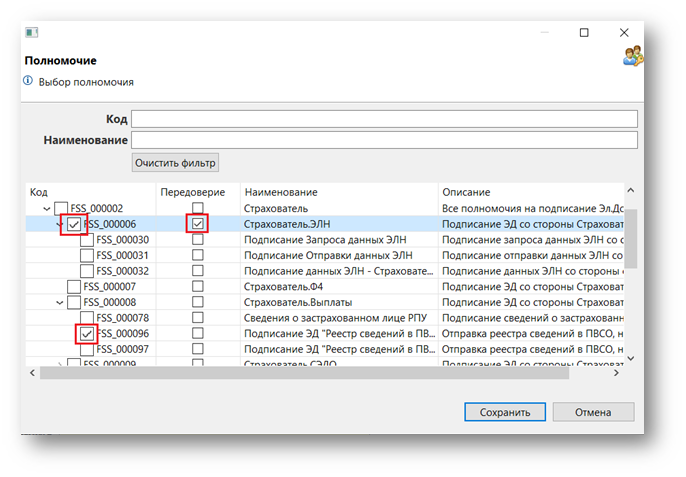 Полномочие
Выбор полномочия
Код
Наименование
Очистить фильтр
Код Передоверие Наименование Описание
FSS_000002 Страхователь Все полномочия на подписание Эл.До
FSS_000006 Страхователь.ЭЛН Подписание ЭД со стороны Страховат
FSS_000030 Подписание Запроса данных ЭЛН Подписание запроса данных ЭЛН со с
FSS_000031 Подписание Отправки данных ЭЛН Подписание отправки данных ЭЛН со
FSS_000032 Подписание данных ЭЛН - Страховате... Подписание данных ЭЛН со стороны
FSS_000007 Страхователь.Ф4 Подписание ЭД со стороны Страховат
FSS_000008 Страхователь.Выплаты Подписание ЭД со стороны Страховат
FSS_000078 Сведения о застрахованном лице РПУ Подписание сведений о застрахованн
FSS_000096 Подписание ЭД "Реестр сведений в ПВ... Отправка реестра сведений в ПВСО, н
FSS_000097 Подписание ЭД "Реестр сведений в ПВ... Отправка реестра сведений в ПВСО, н
FSS_000009 Страхователь.СЭДО Подписание ЭД со стороны Страховат
Сохранить Отмена